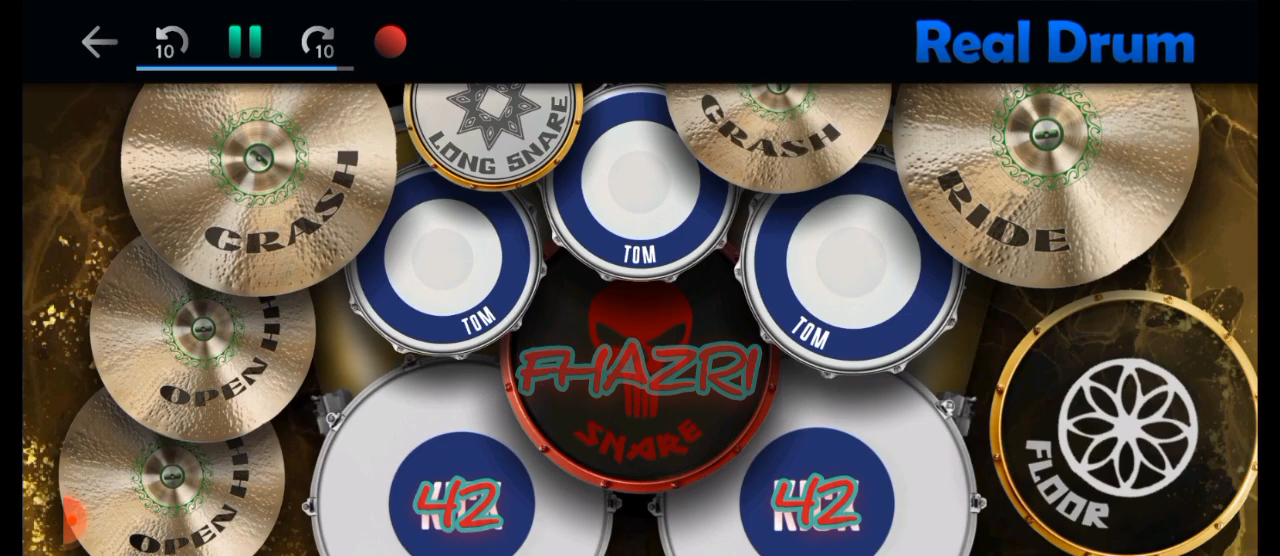 10
10
Real Drum
LONG SNARE
CRASH
CRASH
RIDE
TOM
TOM
TOM
OPEN HH
FHAZRI
SNARE
FLOOR
OPEN HH
42
42